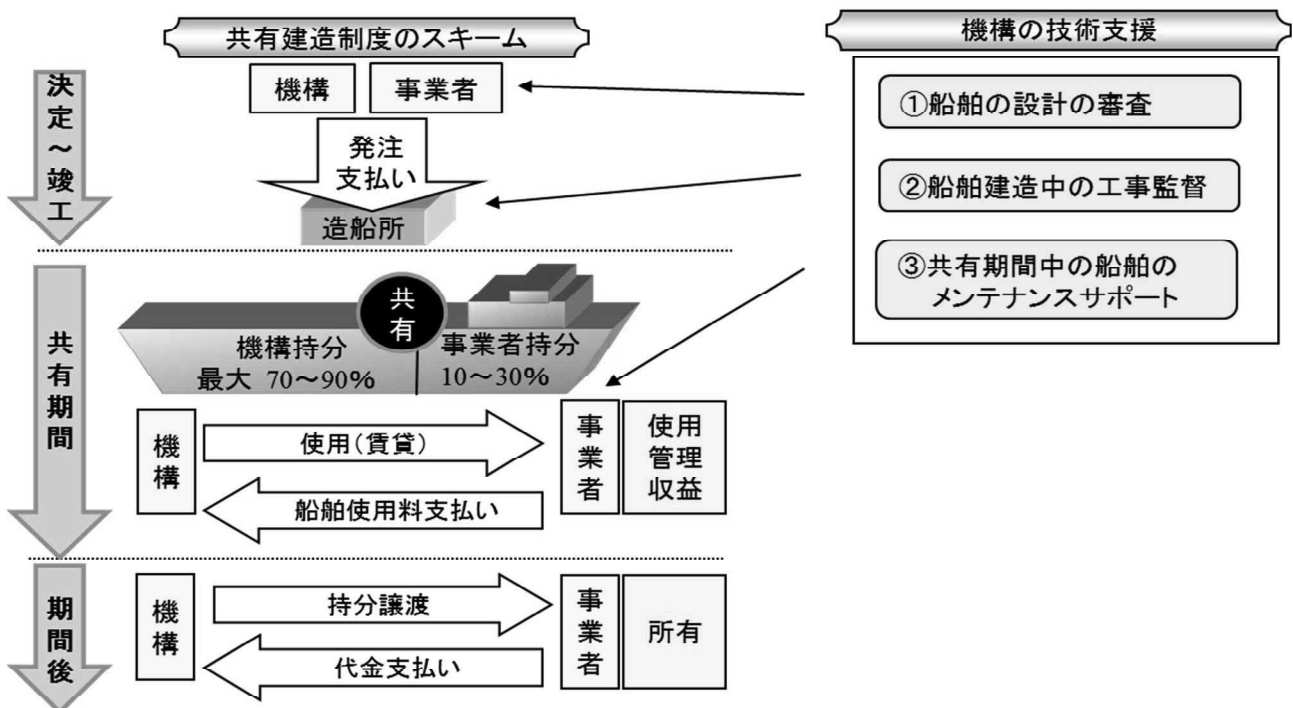 共有建造制度のスキーム
決定～竣工
機構
事業者
発注
支払い
造船所
共有期間
共有
機構持分
最大 70～90%
事業者持分
10～30%
機構
使用(賃貸)
船舶使用料支払い
事業者
使用
管理
収益
期間後
機構
持分譲渡
代金支払い
事業者
所有
機構の技術支援
①船舶の設計の審査
②船舶建造中の工事監督
③共有期間中の船舶の
メンテナンスサポート